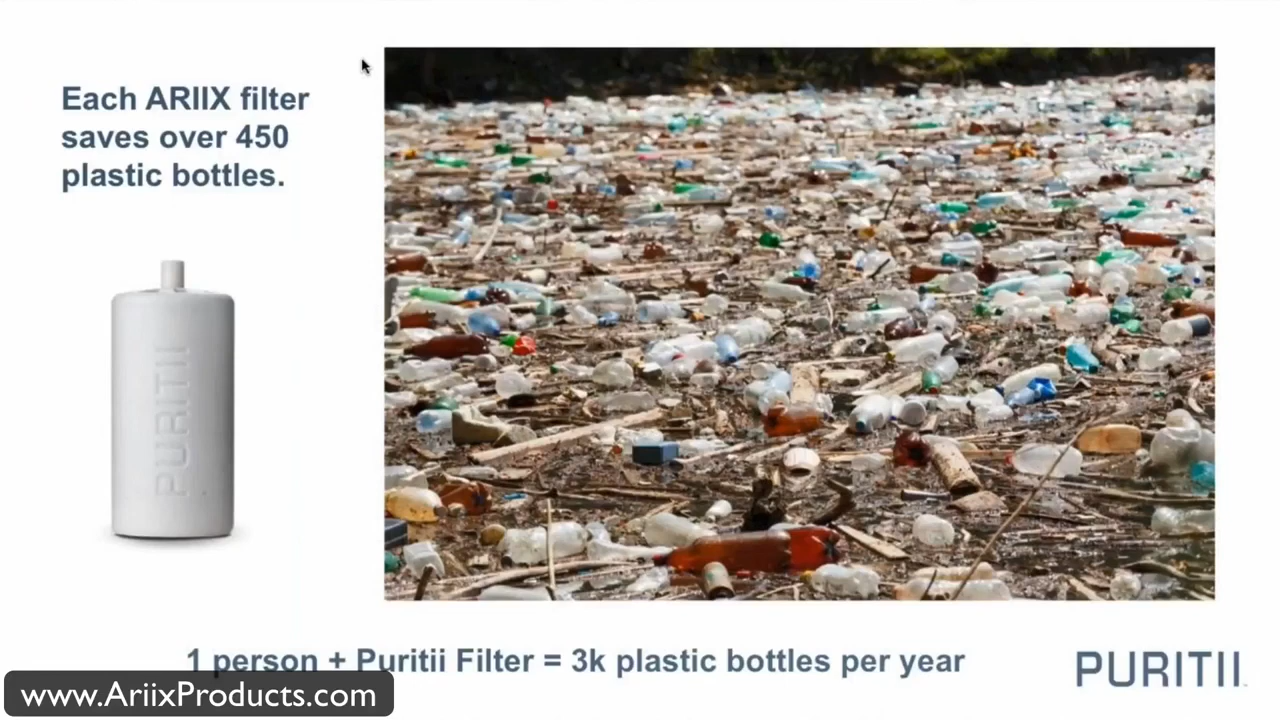 Each ARIIX filter
saves over 450
plastic bottles.
PURITII
1 person + Puritii Filter = 3k plastic bottles per year
PURITII
www.AriixProducts.com